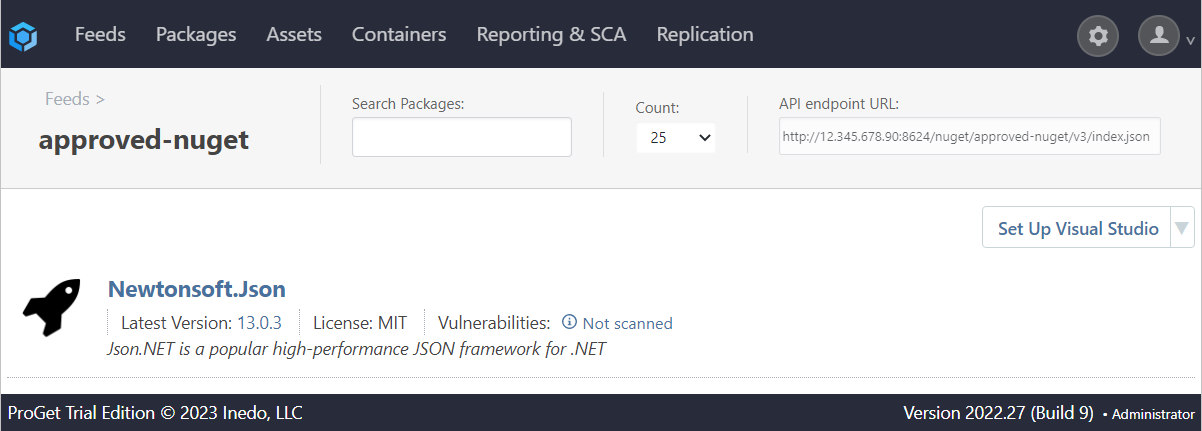 Feeds Packages Assets Containers Reporting & SCA Replication
Feeds >
approved-nuget
Search Packages:
Count:
25
API endpoint URL:
http://12.345.678.90:8624/nuget/approved-nuget/v3/index.json
Set Up Visual Studio
Newtonsoft.Json
Latest Version: 13.0.3 License: MIT Vulnerabilities: Not scanned
Json.NET is a popular high-performance JSON framework for .NET
ProGet Trial Edition © 2023 Inedo, LLC Version 2022.27 (Build 9) • Administrator